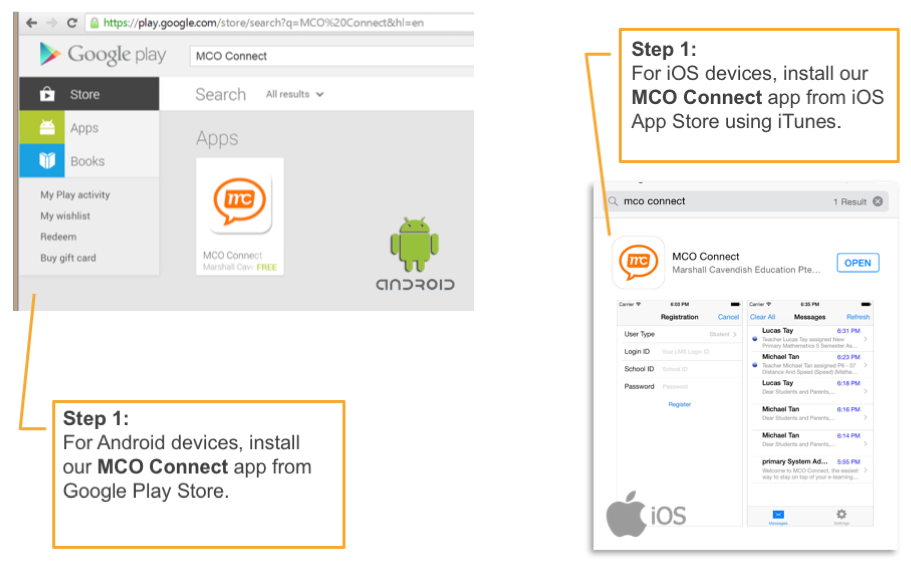 https://play.google.com/store/search?q=MCO%20Connect&hl=en
Google play
MCO Connect
Store
Search
All results
Apps
Books
Apps
My Play activity
My wishlist
Redeem
Buy gift card
mc
MCO Connect
Marshall Cavi FREE
ANDROID
Step 1:
For Android devices, install
our MCO Connect app from
Google Play Store.
Step 1:
For iOS devices, install our
MCO Connect app from iOS
App Store using iTunes.
mco connect
1 Result
mc
MCO Connect
Marshall Cavendish Education Pte...
OPEN
Carrier 6:03 PM
Registration Cancel
User Type Student
Login ID Your LMS Login ID
School ID School ID
Password Password
Register
Carrier 6:35 PM
Clear All Messages Refresh
Lucas Tay 6:31 PM
Teacher Lucas Tay assigned New
Primary Mathematics 5 Semester As...
Michael Tan 6:23 PM
Teacher Michael Tan assigned P6 - 07
Distance And Speed (Speed) (Mathe...
Lucas Tay 6:18 PM
Dear Students and Parents,...
Michael Tan 6:16 PM
Dear Students and Parents,...
Michael Tan 6:14 PM
Dear Students and Parents,...
primary System Ad... 5:55 PM
Welcome to MCO Connect, the easiest
way to stay on top of your e-learning...
Messages
Settings
iOS